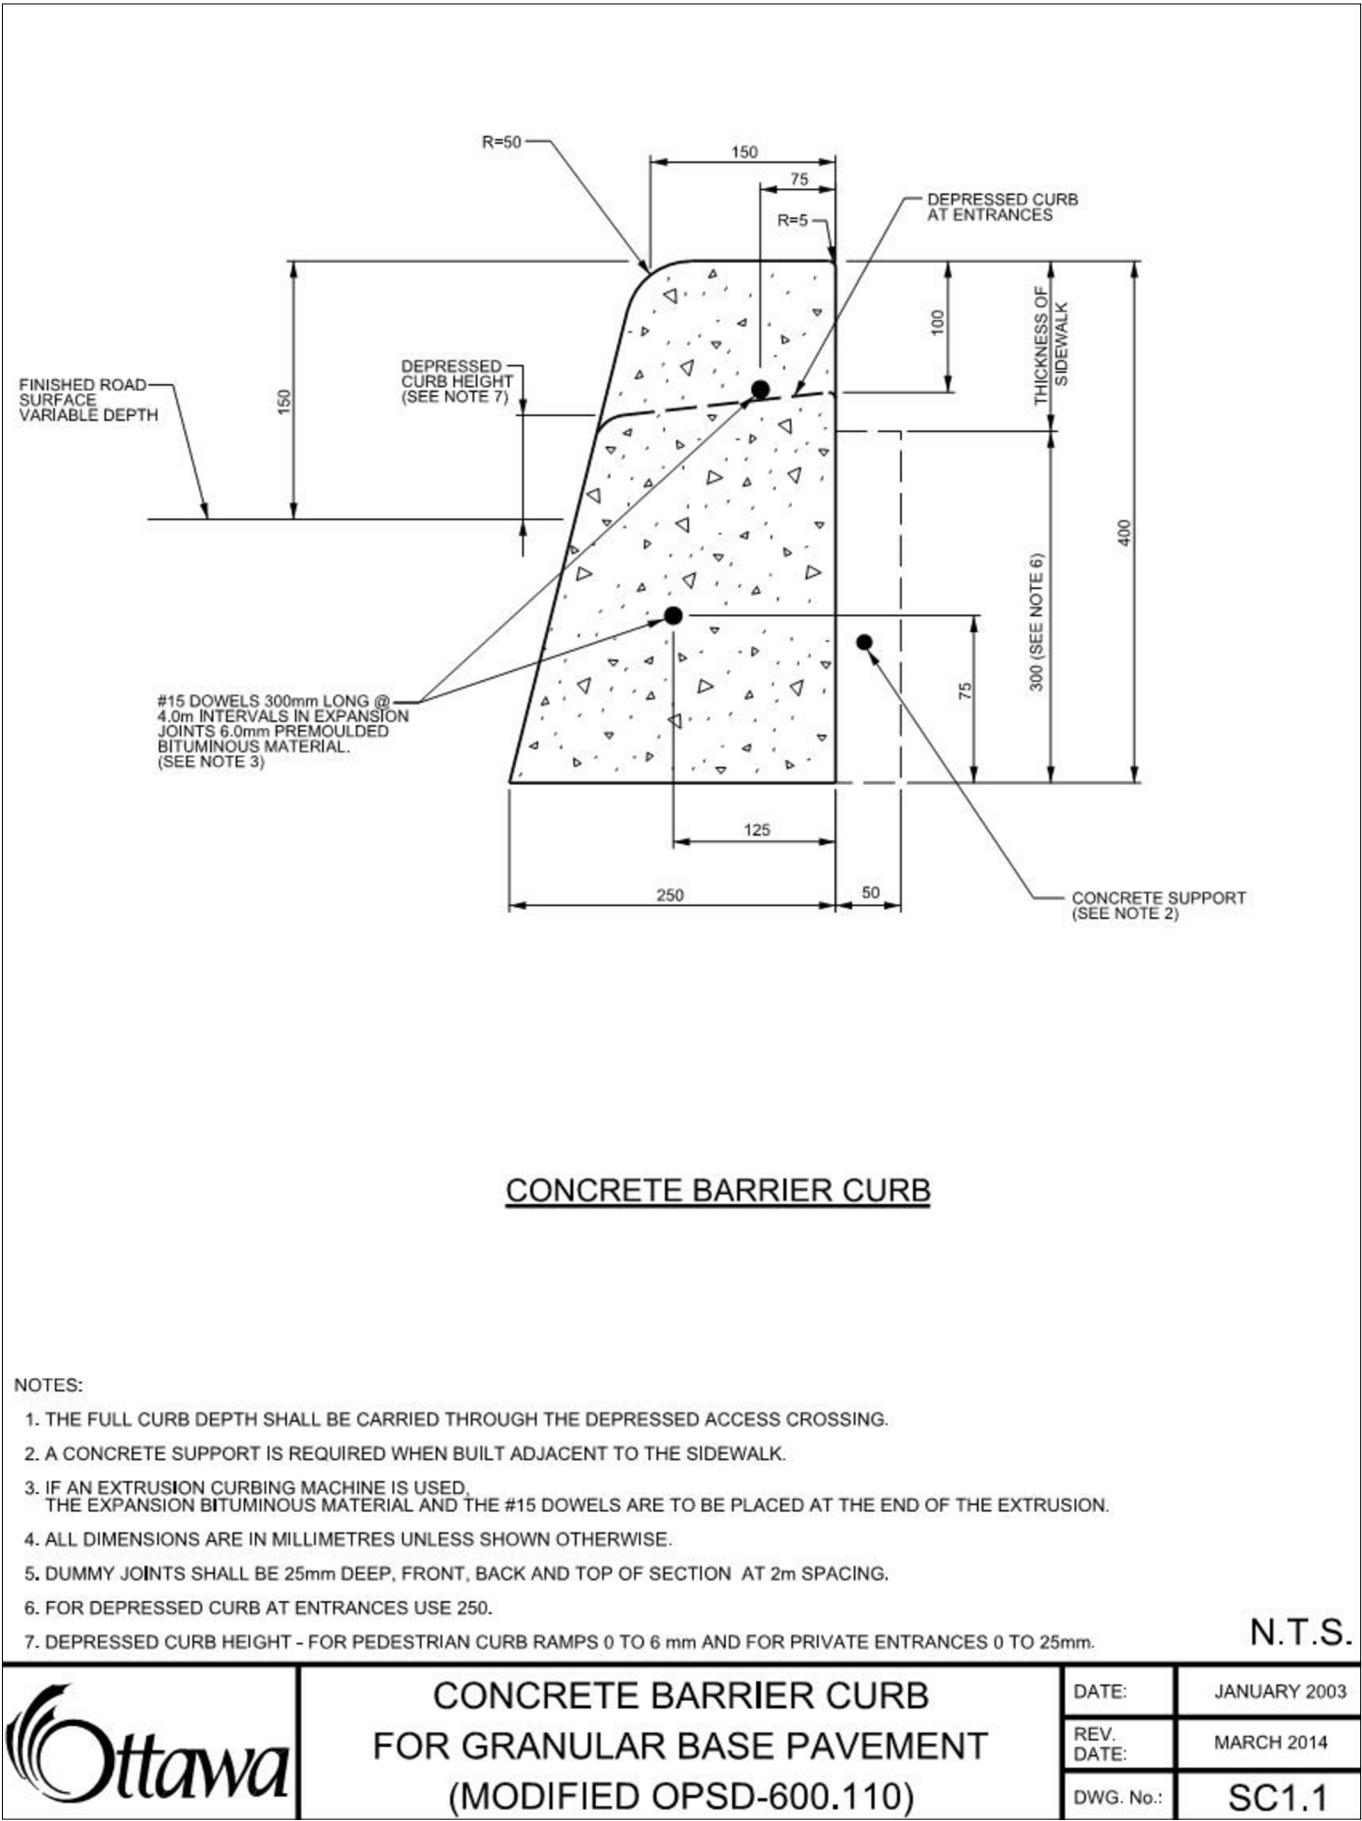 R=50
150
75
R=5
DEPRESSED CURB
AT ENTRANCES
100
THICKNESS OF
SIDEWALK
150
FINISHED ROAD
SURFACE
VARIABLE DEPTH
DEPRESSED
CURB HEIGHT
(SEE NOTE 7)
400
300 (SEE NOTE 6)
75
#15 DOWELS 300mm LONG @
4.0m INTERVALS IN EXPANSION
JOINTS 6.0mm PREMOULDED
BITUMINOUS MATERIAL.
(SEE NOTE 3)
125
250
50
CONCRETE SUPPORT
(SEE NOTE 2)
CONCRETE BARRIER CURB
NOTES:
1. THE FULL CURB DEPTH SHALL BE CARRIED THROUGH THE DEPRESSED ACCESS CROSSING.
2. A CONCRETE SUPPORT IS REQUIRED WHEN BUILT ADJACENT TO THE SIDEWALK.
3. IF AN EXTRUSION CURBING MACHINE IS USED,
THE EXPANSION BITUMINOUS MATERIAL AND THE #15 DOWELS ARE TO BE PLACED AT THE END OF THE EXTRUSION.
4. ALL DIMENSIONS ARE IN MILLIMETRES UNLESS SHOWN OTHERWISE.
5. DUMMY JOINTS SHALL BE 25mm DEEP, FRONT, BACK AND TOP OF SECTION AT 2m SPACING.
6. FOR DEPRESSED CURB AT ENTRANCES USE 250.
7. DEPRESSED CURB HEIGHT - FOR PEDESTRIAN CURB RAMPS 0 TO 6 mm AND FOR PRIVATE ENTRANCES 0 TO 25mm.
N.T.S.
Ottawa
CONCRETE BARRIER CURB
FOR GRANULAR BASE PAVEMENT
(MODIFIED OPSD-600.110)
DATE: JANUARY 2003
REV.
DATE: MARCH 2014
DWG. No.: SC1.1